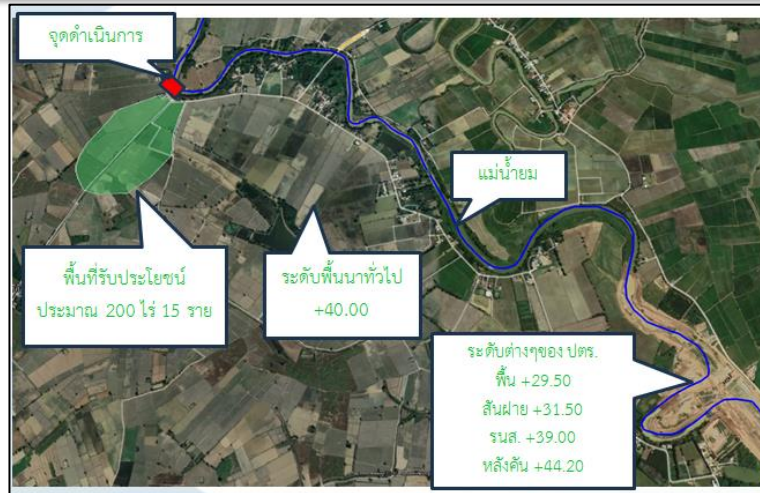 จุดดำเนินการ
แม่น้ำยม
พื้นที่รับประโยชน์
ประมาณ 200 ไร่ 15 ราย
ระดับพื้นนาทั่วไป
+40.00
ระดับต่างๆของ ปตร.
พื้น +29.50
สันฝาย +31.50
รนส. +39.00
หลังคัน +44.20